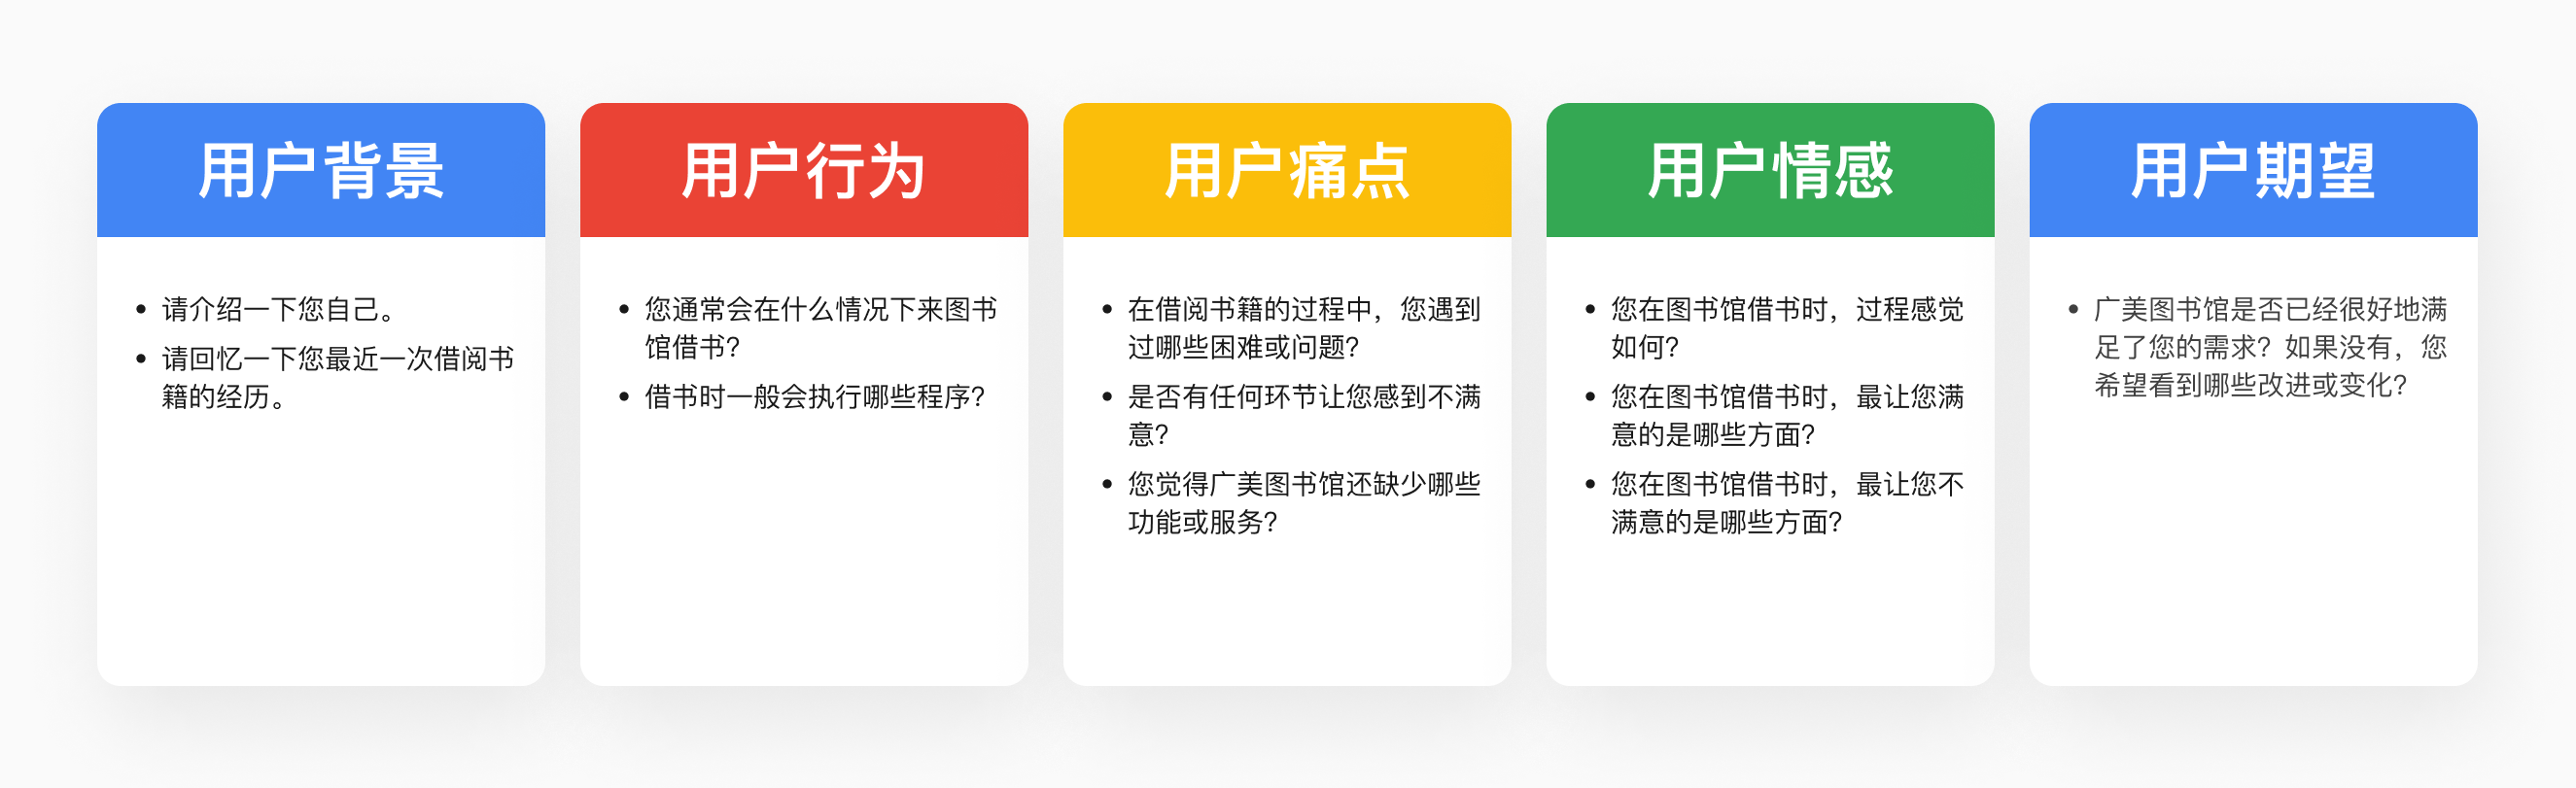 用户背景
• 请介绍一下您自己。
• 请回忆一下您最近一次借阅书
籍的经历。
用户行为
• 您通常会在什么情况下来图书
馆借书？
• 借书时一般会执行哪些程序？
用户痛点
• 在借阅书籍的过程中，您遇到
过哪些困难或问题？
• 是否有任何环节让您感到不满
意？
• 您觉得广美图书馆还缺少哪些
功能或服务？
用户情感
• 您在图书馆借书时，过程感觉
如何？
• 您在图书馆借书时，最让您满
意的是哪些方面？
• 您在图书馆借书时，最让您不
满意的是哪些方面？
用户期望
• 广美图书馆是否已经很好地满
足了您的需求？如果没有，您
希望看到哪些改进或变化？